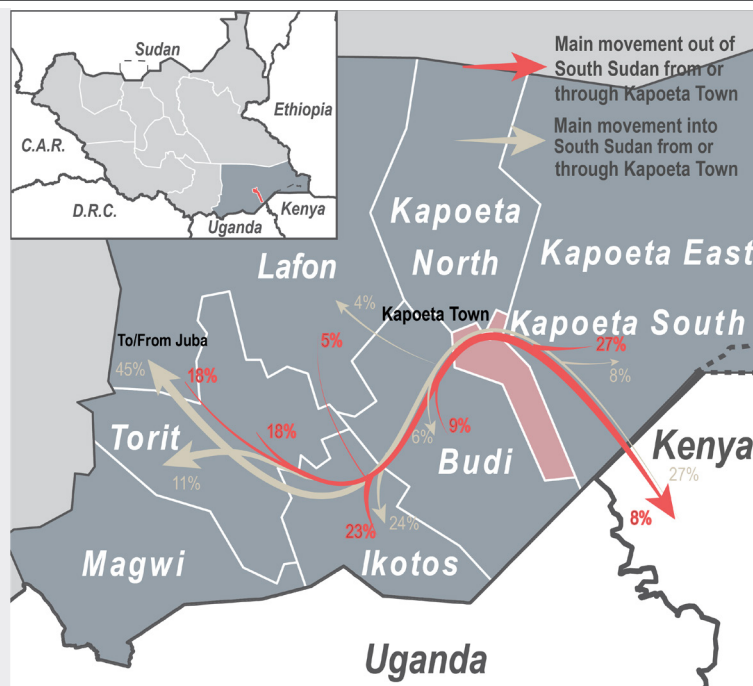 Sudan
Ethiopia
C.A.R.
D.R.C.
Uganda
Kenya
Main movement out of
South Sudan from or
through Kapoeta Town
Main movement into
South Sudan from or
through Kapoeta Town
Kapoeta
North
Kapoeta East
Lafon
4%
Kapoeta Town
Kapoeta South
To/From Juba
5%
27%
45%
18%
8%
18%
6%
9%
Torit
Budi
Kenya
11%
27%
8%
23%
24%
Magwi
Ikotos
Uganda